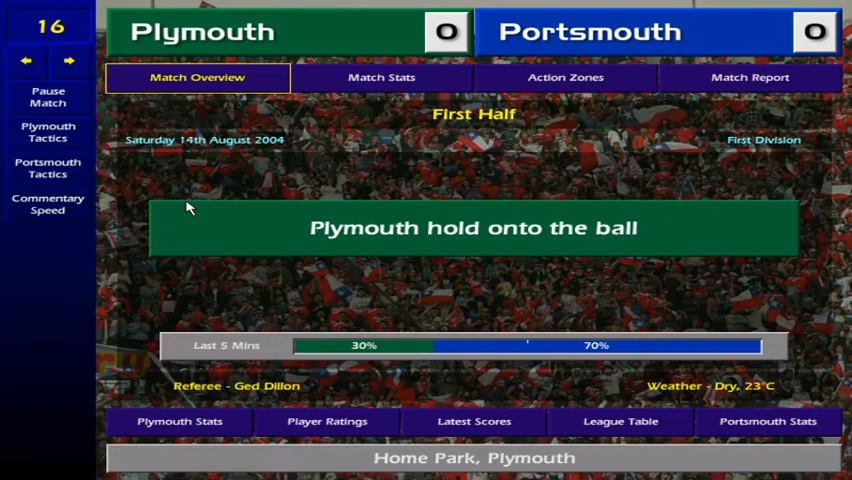 16
Plymouth 0 Portsmouth 0
Match Overview Match Stats Action Zones Match Report
Pause
Match
Plymouth
Tactics
Portsmouth
Tactics
Commentary
Speed
First Half
Saturday 14th August 2004 First Division
Plymouth hold onto the ball
Last 5 Mins 30% 70%
Referee - Ged Dillon Weather - Dry, 23°C
Plymouth Stats Player Ratings Latest Scores League Table Portsmouth Stats
Home Park, Plymouth